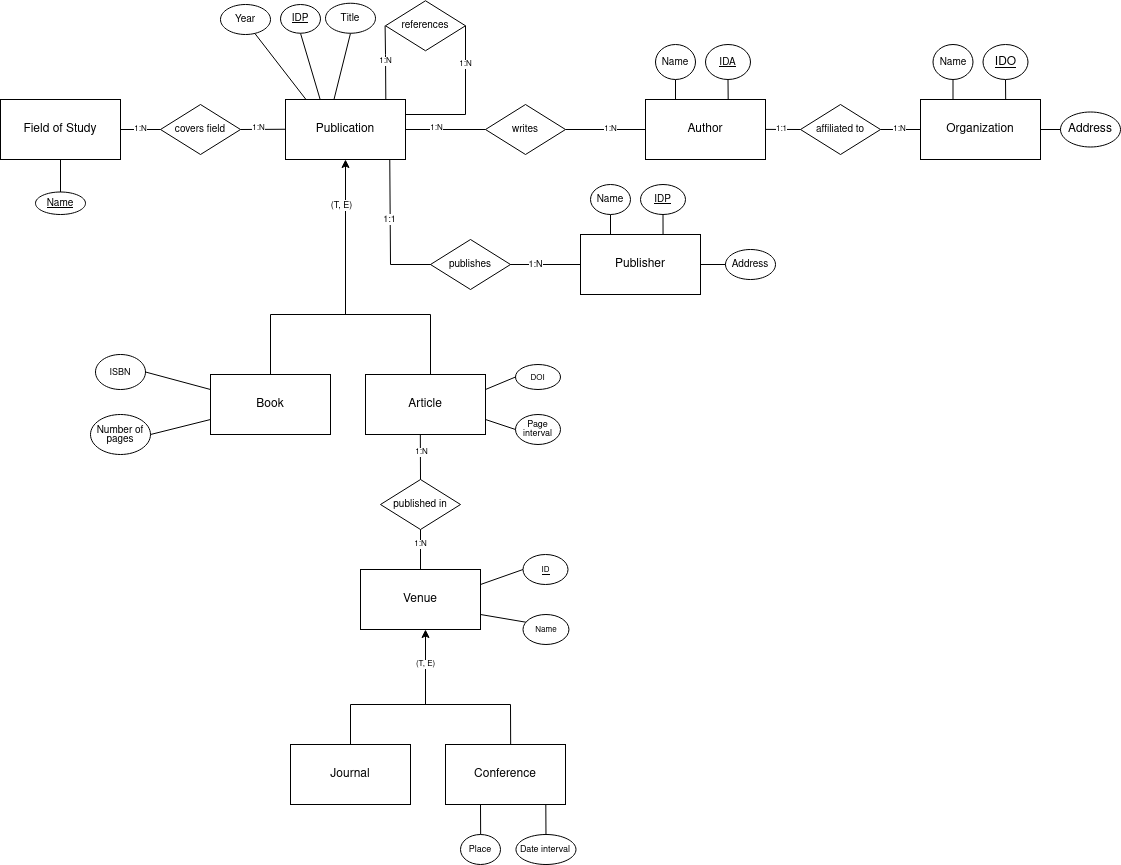 Year
IDP
Title
references
1:N
1:N
Name
IDA
Name
IDO
Field of Study
1:N
covers field
1:N
Publication
1:N
writes
1:N
Author
1:1
affiliated to
1:N
Organization
Address
Name
(T, E)
1:1
Name
IDP
publishes
1:N
Publisher
Address
ISBN
Number of
pages
Book
Article
DOI
Page
interval
1:N
published in
1:N
Venue
ID
Name
(T, E)
Journal
Conference
Place
Date interval